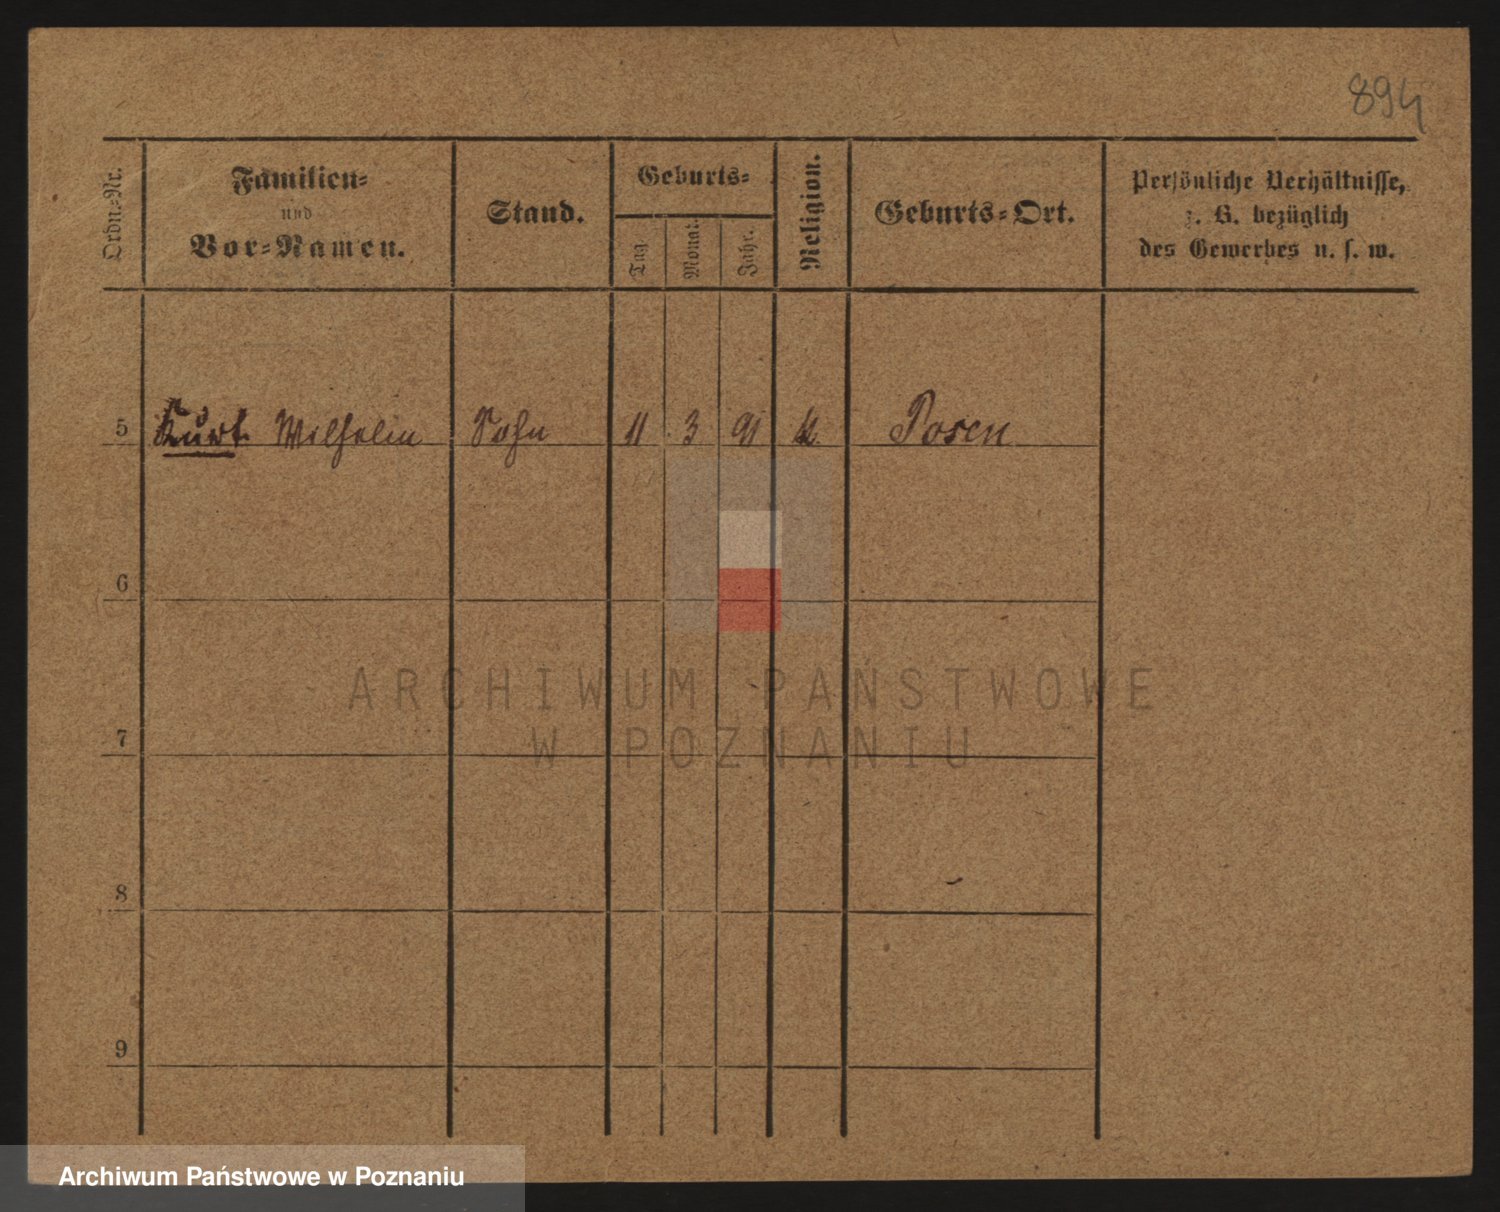 894
Ordn.-Nr.
Familien-
und
Vor-Namen.
Stand.
Geburts-
Tag
Monat.
Jahr.
Religion.
Geburts-Ort.
Persönliche Verhältnisse,
z. B. bezüglich
des Gewerbes u. s. w.
5 Kurt Wilhelm Sohn 11 3 91 Posen
6
ARCHIWUM PAŃSTWOWE
7
W POZNANIU
8
9
Archiwum Państwowe w Poznaniu